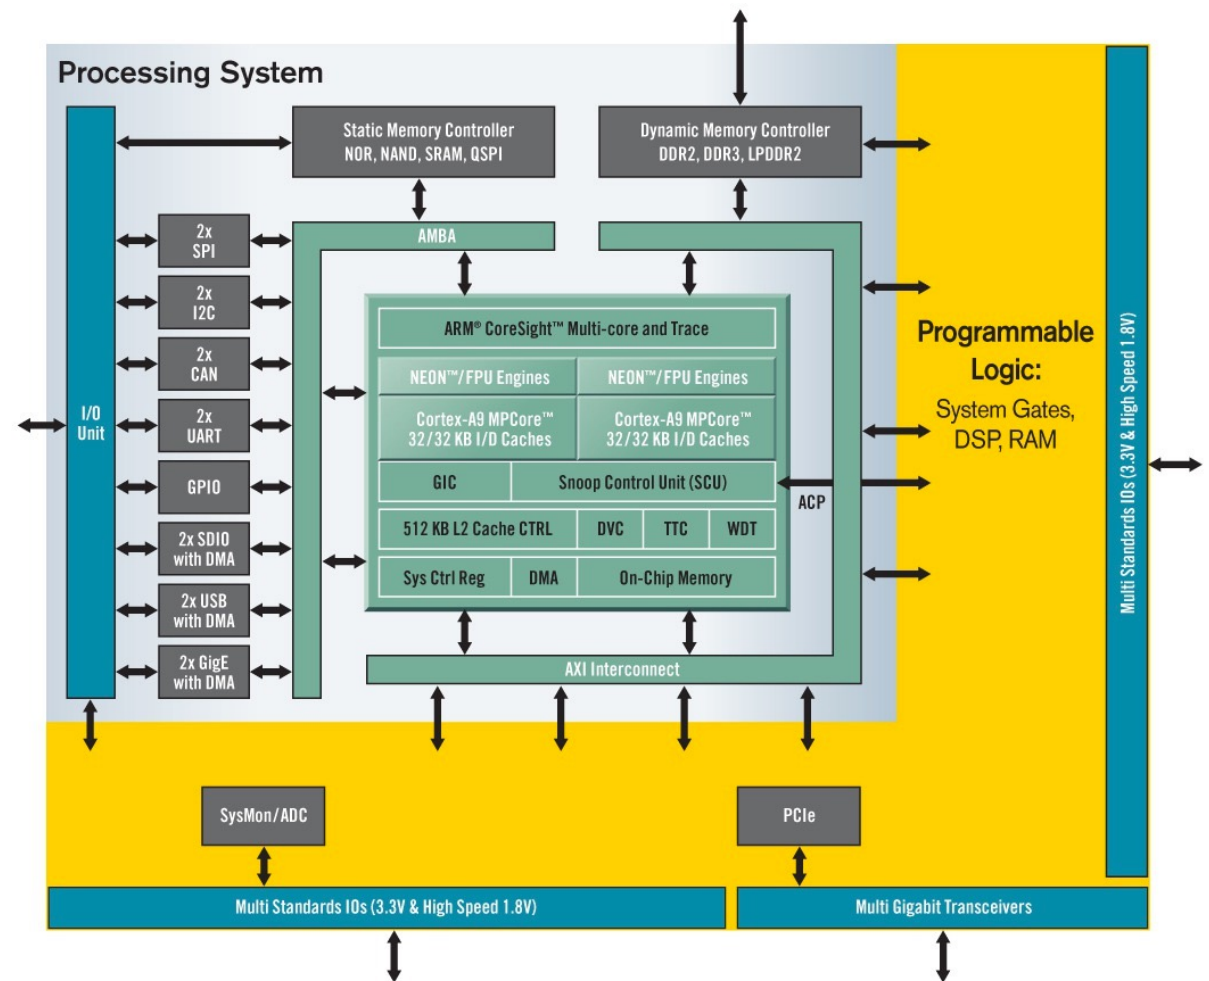 Processing System
Static Memory Controller
NOR, NAND, SRAM, QSPI
Dynamic Memory Controller
DDR2, DDR3, LPDDR2
2x
SPI
AMBA
2x
I2C
ARM® CoreSight™ Multi-core and Trace
2x
CAN
NEON™/FPU Engines
NEON™/FPU Engines
I/O
Unit
2x
UART
Cortex-A9 MPCore™
32/32 KB I/D Caches
Cortex-A9 MPCore™
32/32 KB I/D Caches
GPIO
GIC
Snoop Control Unit (SCU)
ACP
2x SDIO
with DMA
512 KB L2 Cache CTRL
DVC
TTC
WDT
2x USB
with DMA
Sys Ctrl Reg
DMA
On-Chip Memory
2x GigE
with DMA
AXI Interconnect
Programmable
Logic:
System Gates,
DSP, RAM
Multi Standards IOs (3.3V & High Speed 1.8V)
SysMon/ADC
PCIe
Multi Standards IOs (3.3V & High Speed 1.8V)
Multi Gigabit Transceivers